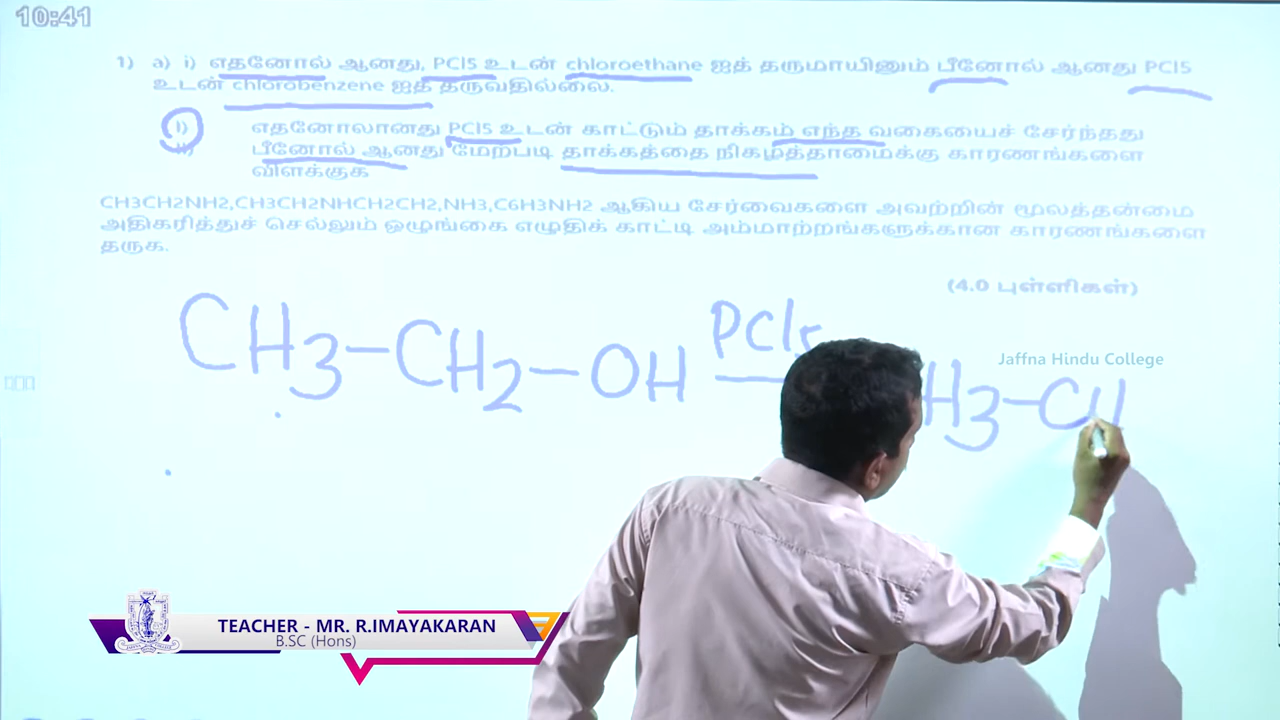 10:41
1) a) i) எதனோல் ஆனது, PCl5 உடன் chloroethane ஐத் தருமாயினும் பீனோல் ஆனது PCl5
உடன் chlorobenzene ஐத் தருவதில்லை.
i) எதனோலானது PCl5 உடன் காட்டும் தாக்கம் எந்த வகையைச் சேர்ந்தது
ii) பீனோல் ஆனது மேற்படி தாக்கத்தை நிகழ்த்தாமைக்கு காரணங்களை
விளக்குக
CH3CH2NH2,CH3CH2NHCH2CH2,NH3,C6H3NH2 ஆகிய சேர்வைகளை அவற்றின் மூலத்தன்மை
அதிகரித்துச் செல்லும் ஒழுங்கை எழுதிக் காட்டி அம்மாற்றங்களுக்கான காரணங்களை
தருக.
(4.0 புள்ளிகள்)
Jaffna Hindu College
CH3-CH2-OH PCl5 H3-CH
TEACHER - MR. R.IMAYAKARAN
B.SC (Hons)